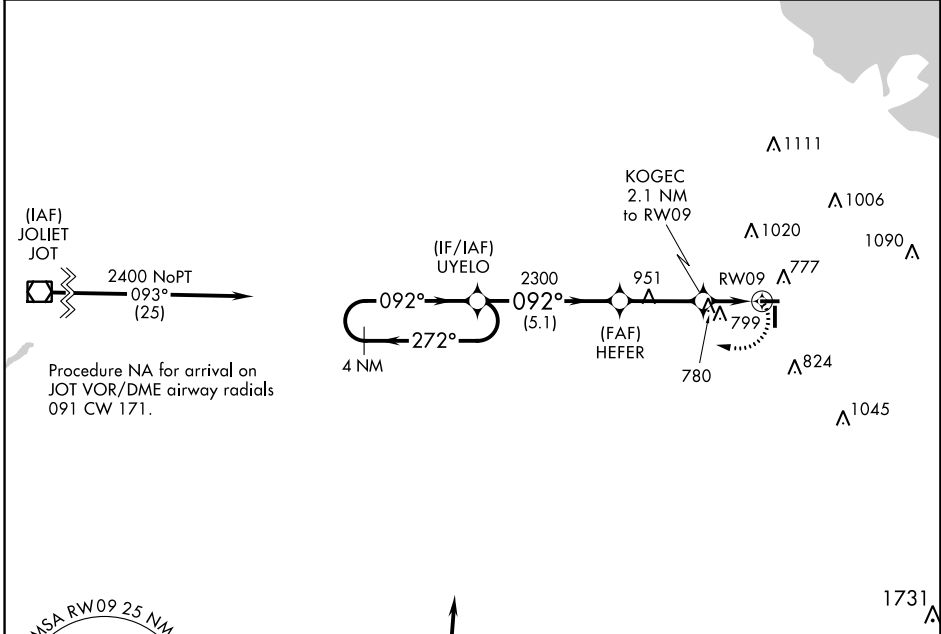 1111
KOGEC
2.1 NM
to RW09
1006
(IAF)
JOLIET
JOT
1020
1090
(IF/IAF)
UYELO
2400 NoPT
093°
(25)
2300
092°
(5.1)
951
RW09
777
092°
272°
4 NM
(FAF)
HEFER
799
780
824
Procedure NA for arrival on
JOT VOR/DME airway radials
091 CW 171.
1045
1731
MSA RW09 25 NM